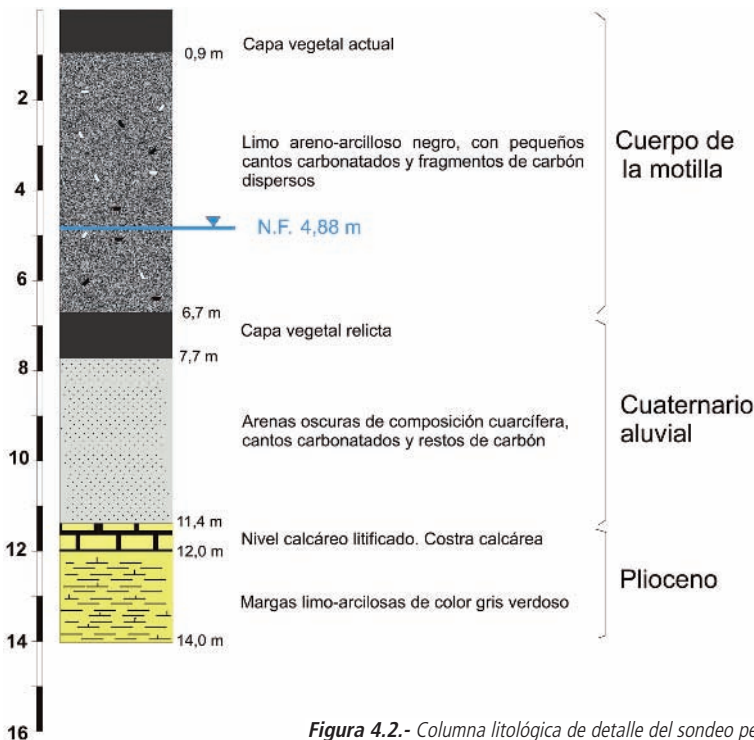 0,9 m
Capa vegetal actual
2
Limo areno-arcilloso negro, con pequeños
cantos carbonatados y fragmentos de carbón
dispersos
Cuerpo de
la motilla
4
N.F. 4,88 m
6
6,7 m
Capa vegetal relicta
7,7 m
8
Arenas oscuras de composición cuarcífera,
cantos carbonatados y restos de carbón
Cuaternario
aluvial
10
11,4 m
Nivel calcáreo litificado. Costra calcárea
12
12,0 m
Plioceno
Margas limo-arcilosas de color gris verdoso
14
14,0 m
16
Figura 4.2.- Columna litológica de detalle del sondeo